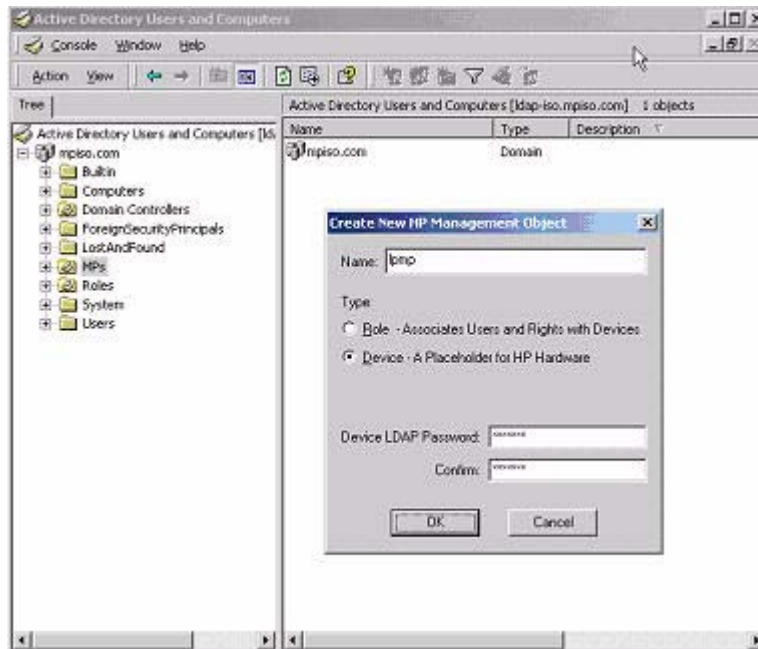 Active Directory Users and Computers
Console Window Help
Action View
Tree
Active Directory Users and Computers [ldap-iso.mpiso.com] 1 objects
Active Directory Users and Computers [ld
Name Type Description
mpiso.com Domain
mpiso.com
Builtin
Computers
Domain Controllers
ForeignSecurityPrincipals
LostAndFound
MPs
Roles
System
Users
Create New HP Management Object
Name: lpmp
Type
Role - Associates Users and Rights with Devices
Device - A Placeholder for HP Hardware
Device LDAP Password: *******
Confirm: *******
OK Cancel